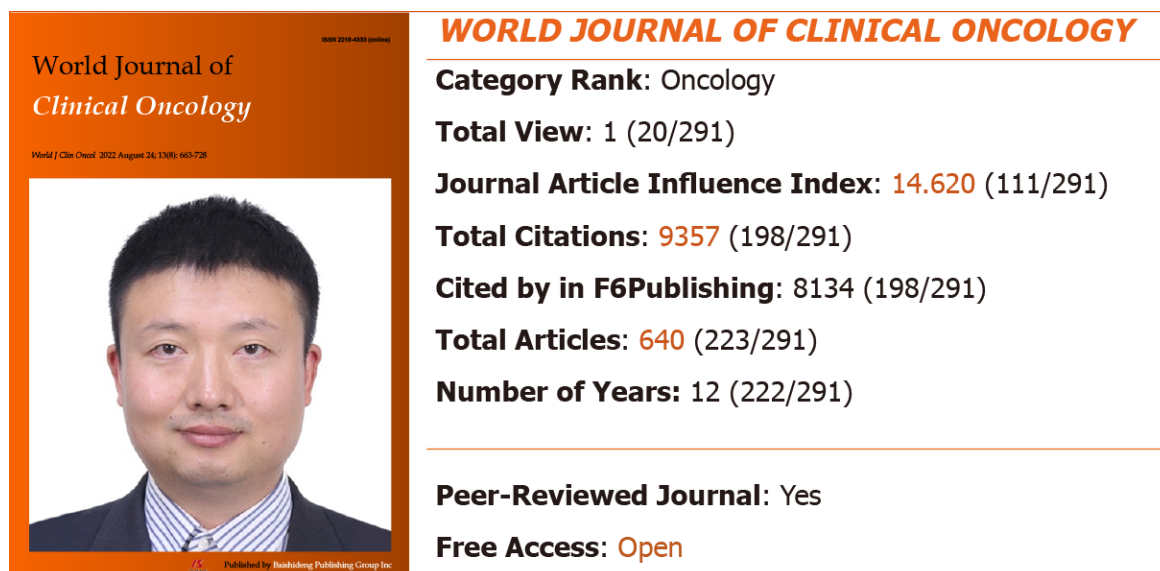 ISSN 2218-4333 (online)
World Journal of
Clinical Oncology
World J Clin Oncol 2022 August 24; 13(8): 663-728
Published by Baishideng Publishing Group Inc
WORLD JOURNAL OF CLINICAL ONCOLOGY
Category Rank: Oncology
Total View: 1 (20/291)
Journal Article Influence Index: 14.620 (111/291)
Total Citations: 9357 (198/291)
Cited by in F6Publishing: 8134 (198/291)
Total Articles: 640 (223/291)
Number of Years: 12 (222/291)
Peer-Reviewed Journal: Yes
Free Access: Open